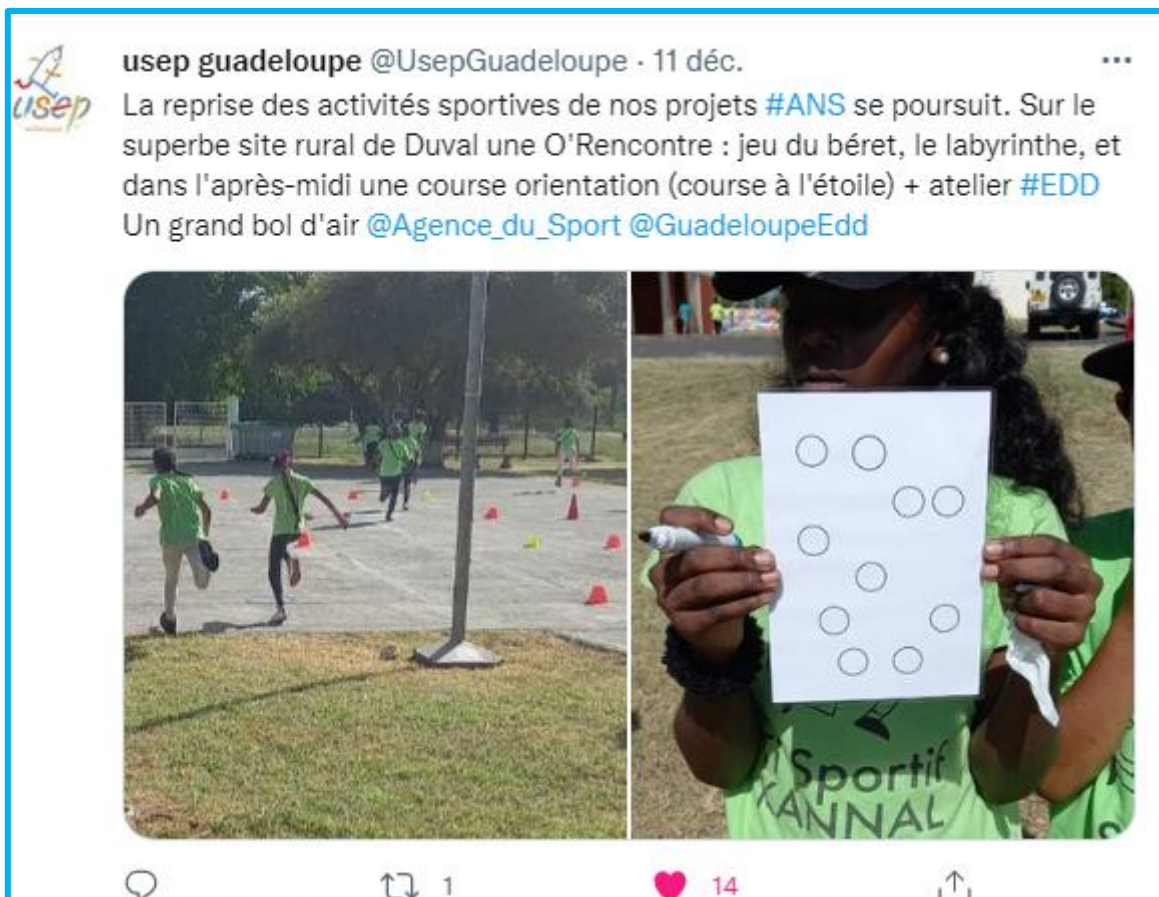 usep guadeloupe @UsepGuadeloupe · 11 déc.
usep
La reprise des activités sportives de nos projets #ANS se poursuit. Sur le
superbe site rural de Duval une O'Rencontre : jeu du béret, le labyrinthe, et
dans l'après-midi une course orientation (course à l'étoile) + atelier #EDD
Un grand bol d'air @Agence_du_Sport @GuadeloupeEdd
Sportif
KANNAL
1
14